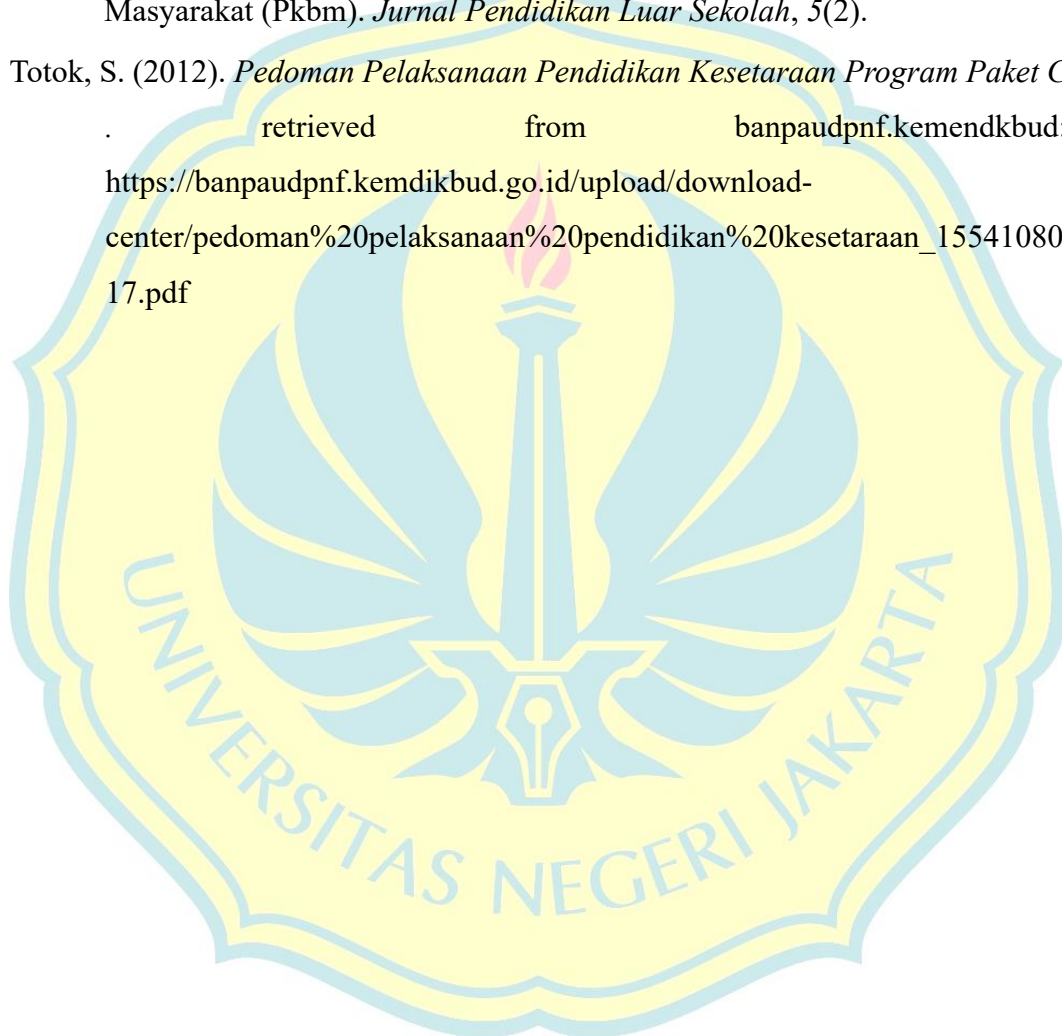 Masyarakat (Pkbm). Jurnal Pendidikan Luar Sekolah, 5(2).
Totok, S. (2012). Pedoman Pelaksanaan Pendidikan Kesetaraan Program Paket C
. retrieved from banpaudpnf.kemendkbud:
https://banpaudpnf.kemdikbud.go.id/upload/download-
center/pedoman%20pelaksanaan%20pendidikan%20kesetaraan_15541080
17.pdf
UNIVERSITAS NEGERI JAKARTA